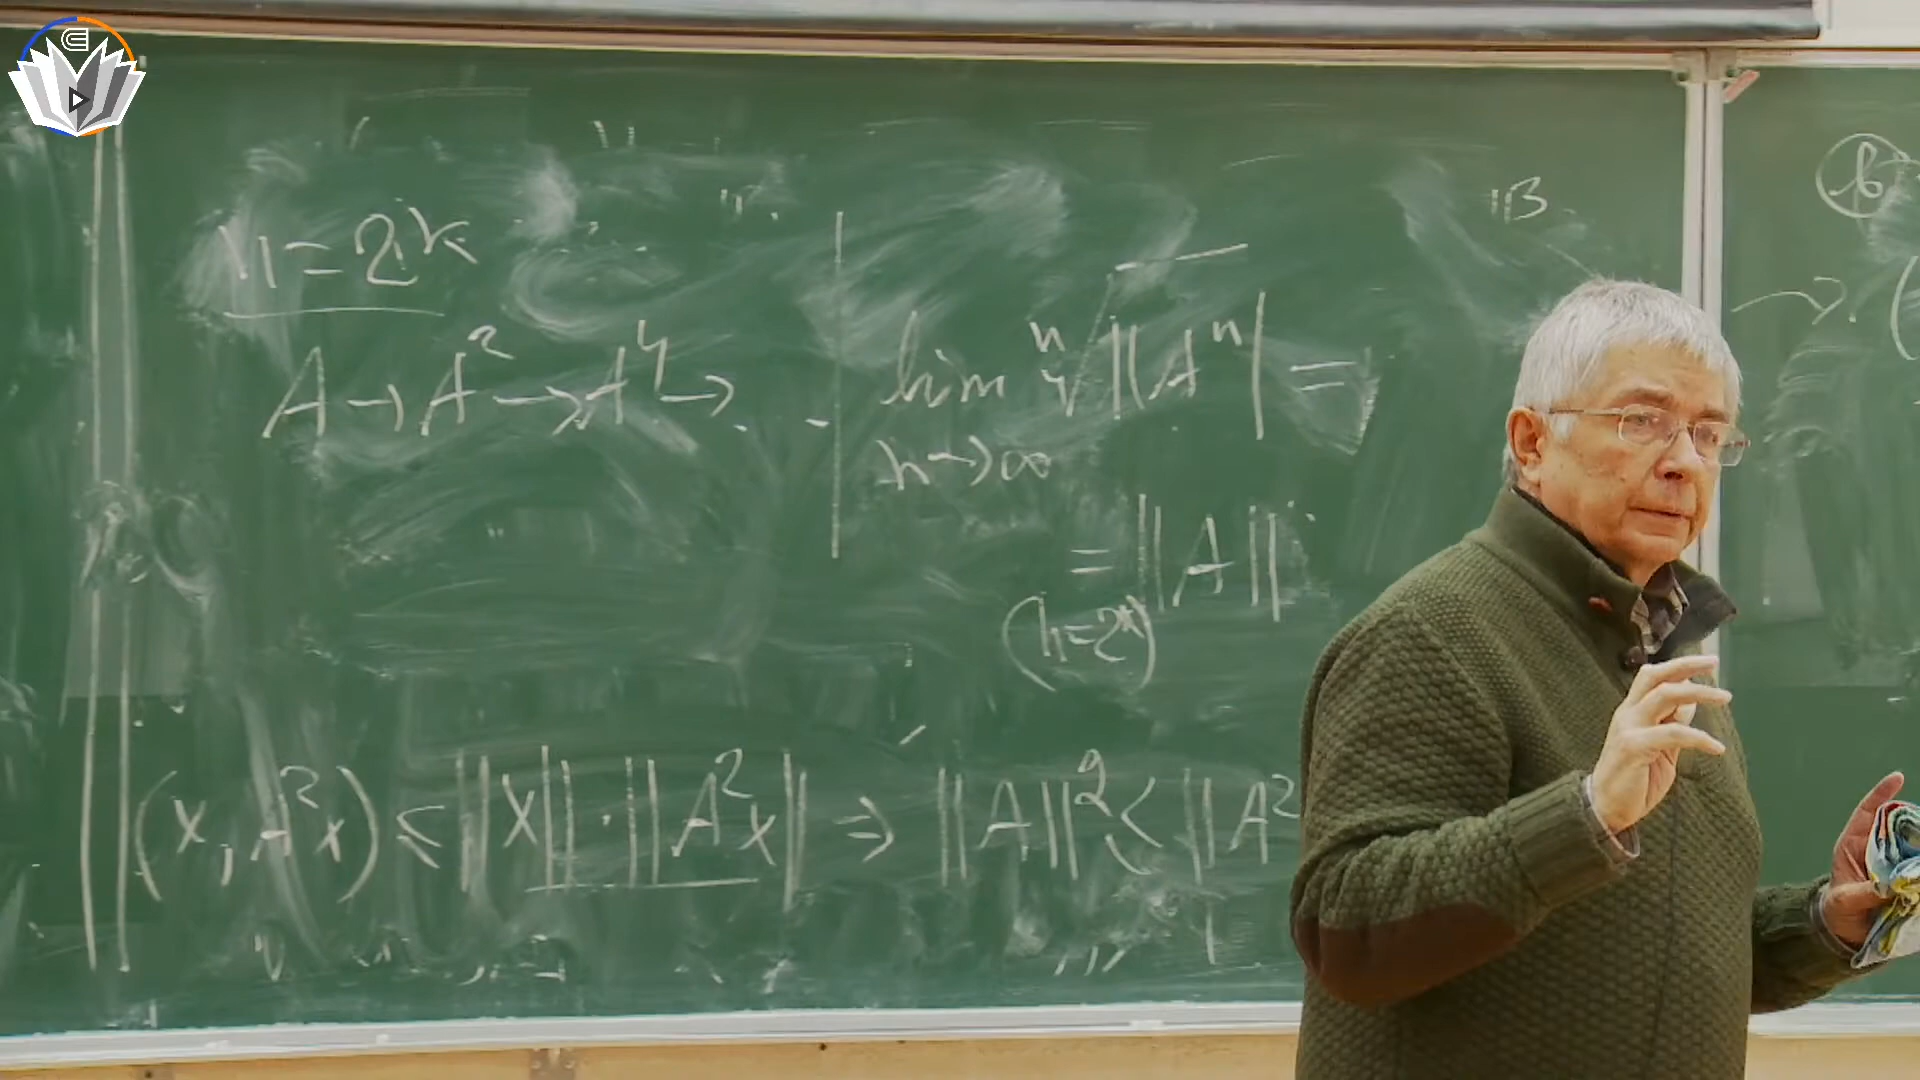 n = 2^k
A → A² → A⁴ → . -
lim ⁿ√‖Aⁿ| =
n → ∞
= ‖A‖
(n=2^k)
(x, A²x) ≤ ‖x‖ · ‖A²x‖ ⇒ ‖A‖² ≤ ‖A²